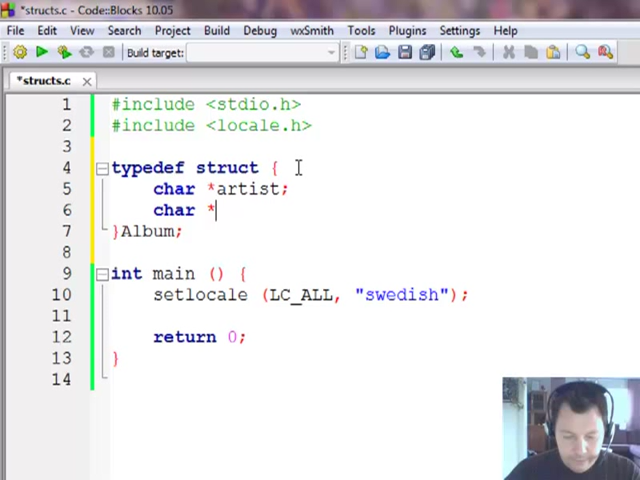 *structs.c - Code::Blocks 10.05
File Edit View Search Project Build Debug wxSmith Tools Plugins Settings Help
Build target:
*structs.c
1 #include <stdio.h>
2 #include <locale.h>
3
4 typedef struct {
5 char *artist;
6 char *
7 }Album;
8
9 int main () {
10 setlocale (LC_ALL, "swedish");
11
12 return 0;
13 }
14